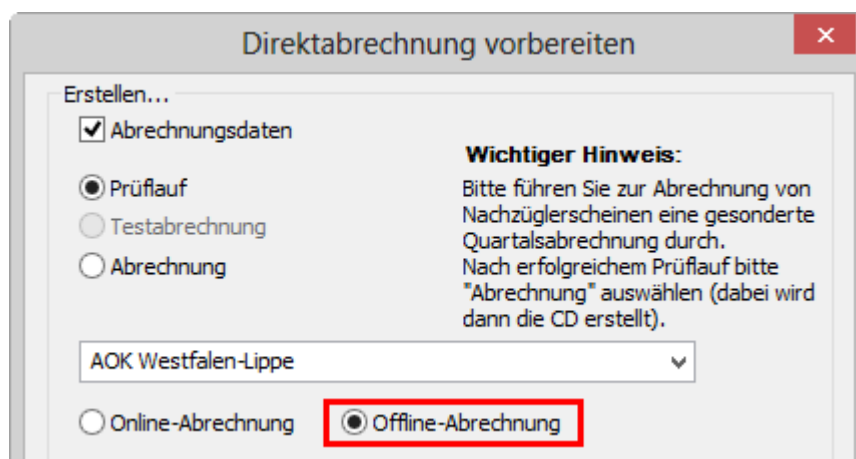 Direktabrechnung vorbereiten
Erstellen...
Abrechnungsdaten
Prüflauf
Testabrechnung
Abrechnung
Wichtiger Hinweis:
Bitte führen Sie zur Abrechnung von
Nachzüglerscheinen eine gesonderte
Quartalsabrechnung durch.
Nach erfolgreichem Prüflauf bitte
"Abrechnung" auswählen (dabei wird
dann die CD erstellt).
AOK Westfalen-Lippe
Online-Abrechnung
Offline-Abrechnung